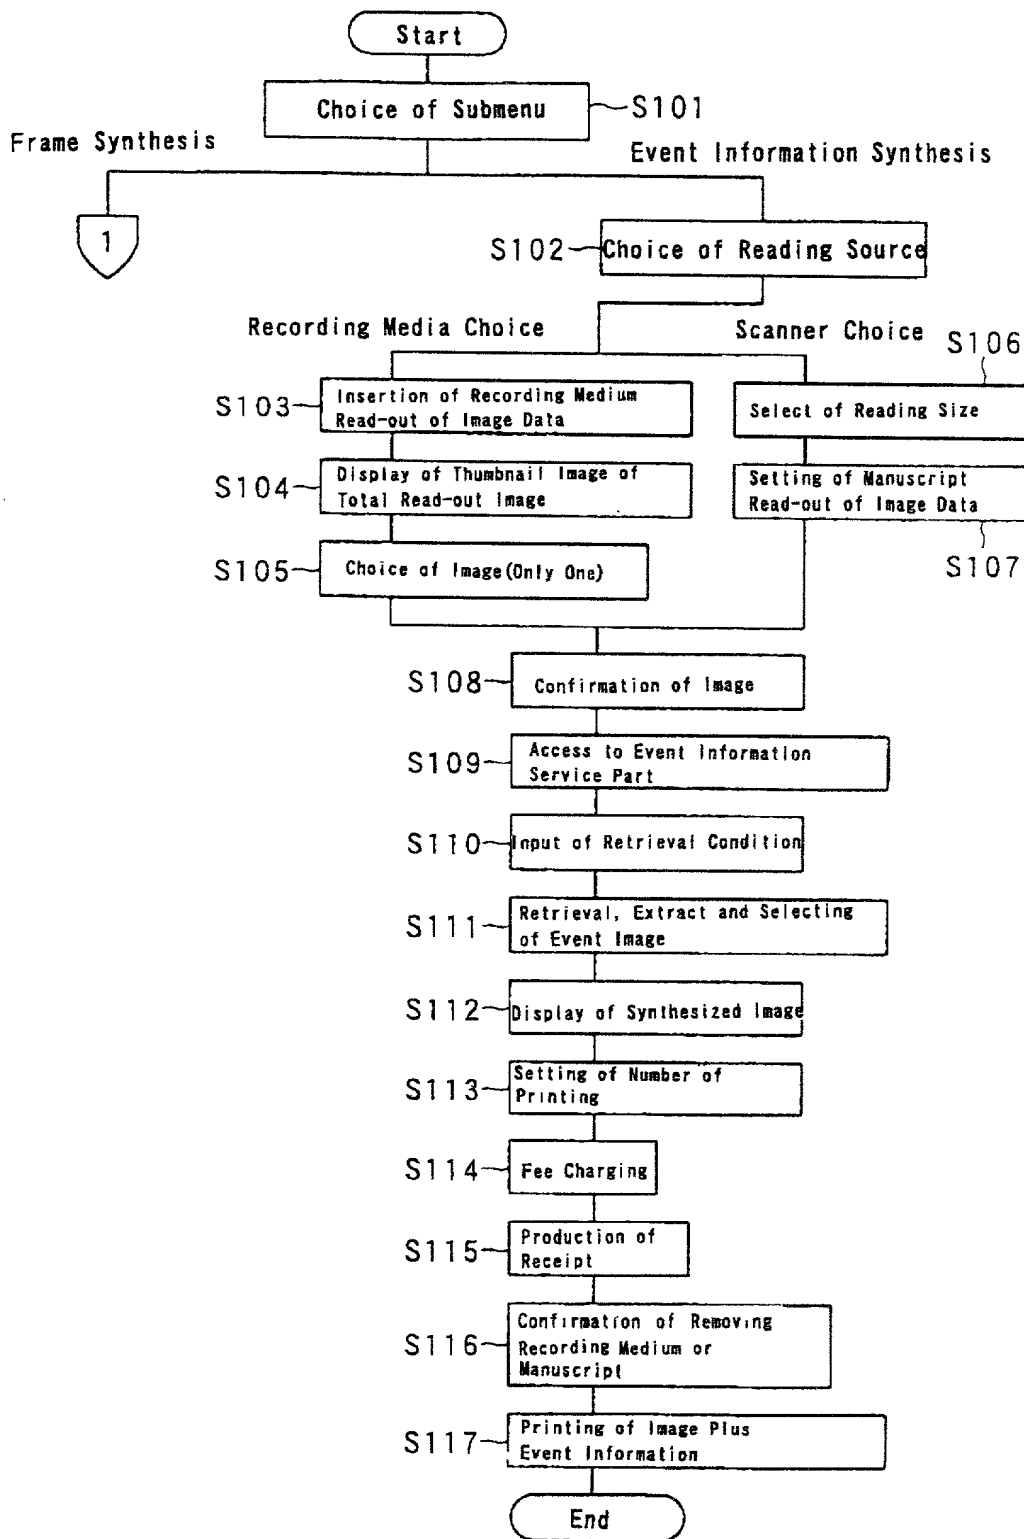 Start
Choice of Submenu
S101
Frame Synthesis
Event Information Synthesis
1
S102
Choice of Reading Source
Recording Media Choice
Scanner Choice
S106
S103
Insertion of Recording Medium
Read-out of Image Data
Select of Reading Size
S104
Display of Thumbnail Image of
Total Read-out Image
Setting of Manuscript
Read-out of Image Data
S105
Choice of Image(Only One)
S107
S108
Confirmation of Image
S109
Access to Event Information
Service Part
S110
Input of Retrieval Condition
S111
Retrieval, Extract and Selecting
of Event Image
S112
Display of Synthesized Image
S113
Setting of Number of
Printing
S114
Fee Charging
S115
Production of
Receipt
S116
Confirmation of Removing
Recording Medium or
Manuscript
S117
Printing of Image Plus
Event Information
End